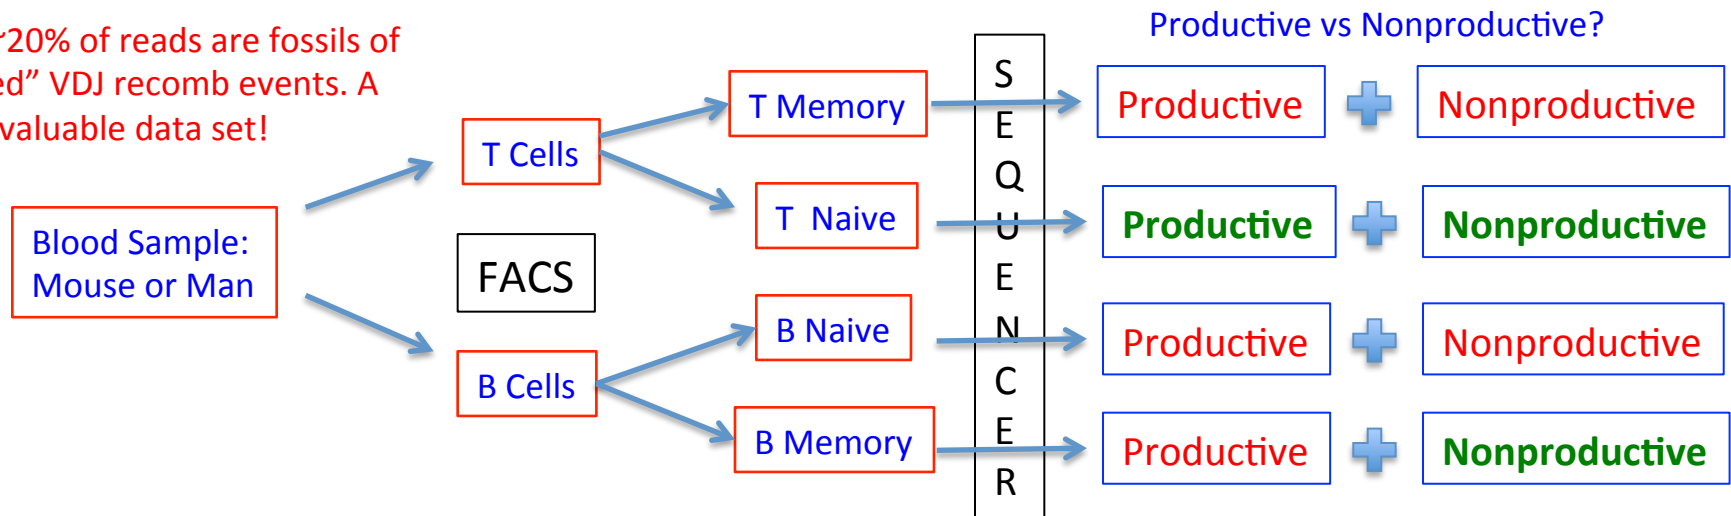 ~20% of reads are fossils of
ed” VDJ recomb events. A
valuable data set!
Productive vs Nonproductive?
Blood Sample:
Mouse or Man
T Cells
FACS
B Cells
T Memory
T  Naive
B Naive
B Memory
S
E
Q
U
E
N
C
E
R
Productive
Nonproductive
Productive
Nonproductive
Productive
Nonproductive
Productive
Nonproductive